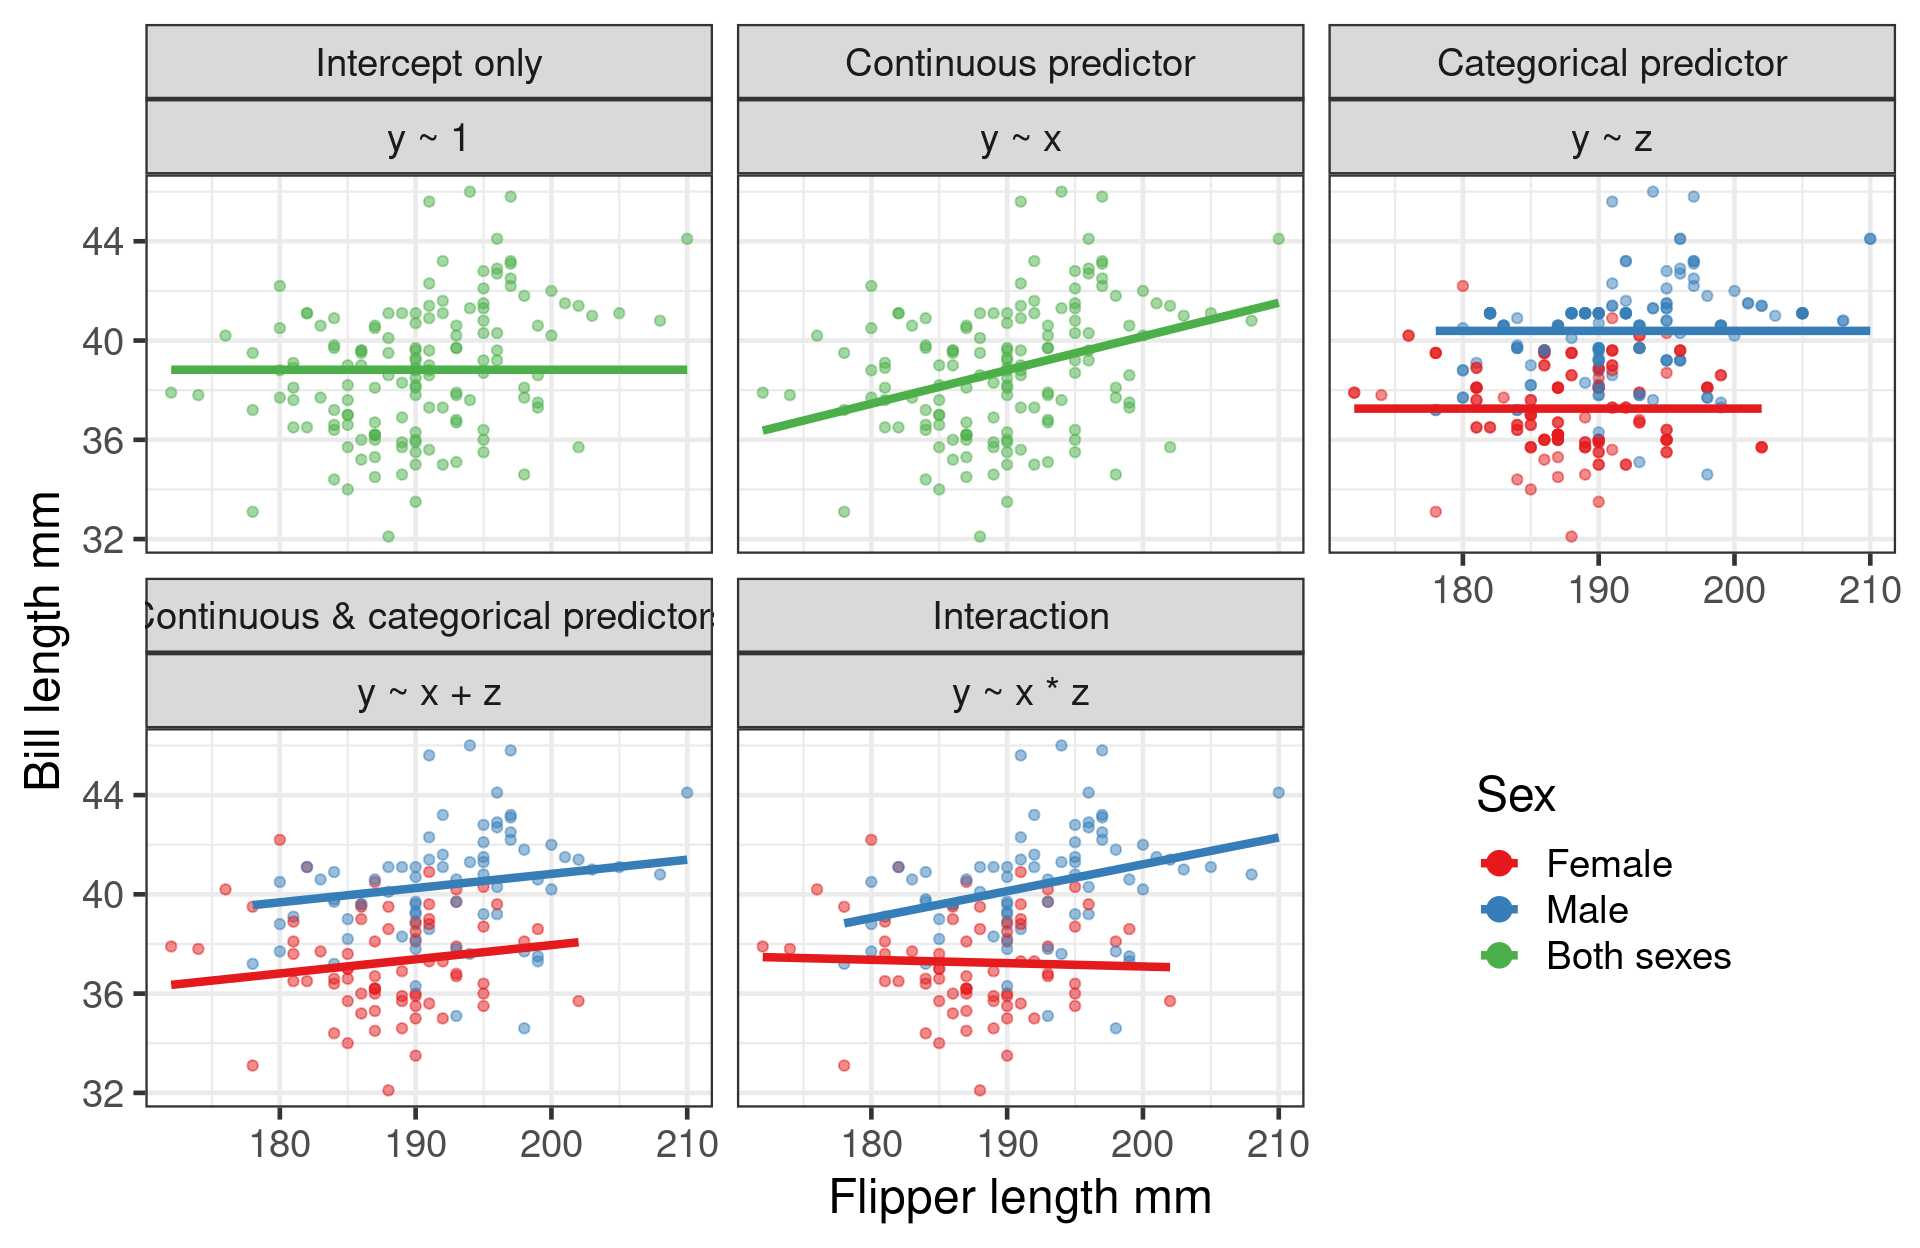 Intercept only
y ~ 1
Continuous predictor
y ~ x
Categorical predictor
y ~ z
44
40
36
32
180 190 200 210
Continuous & categorical predictors
y ~ x + z
Interaction
y ~ x * z
44
40
36
32
180 190 200 210
180 190 200 210
Bill length mm
Flipper length mm
Sex
Female
Male
Both sexes